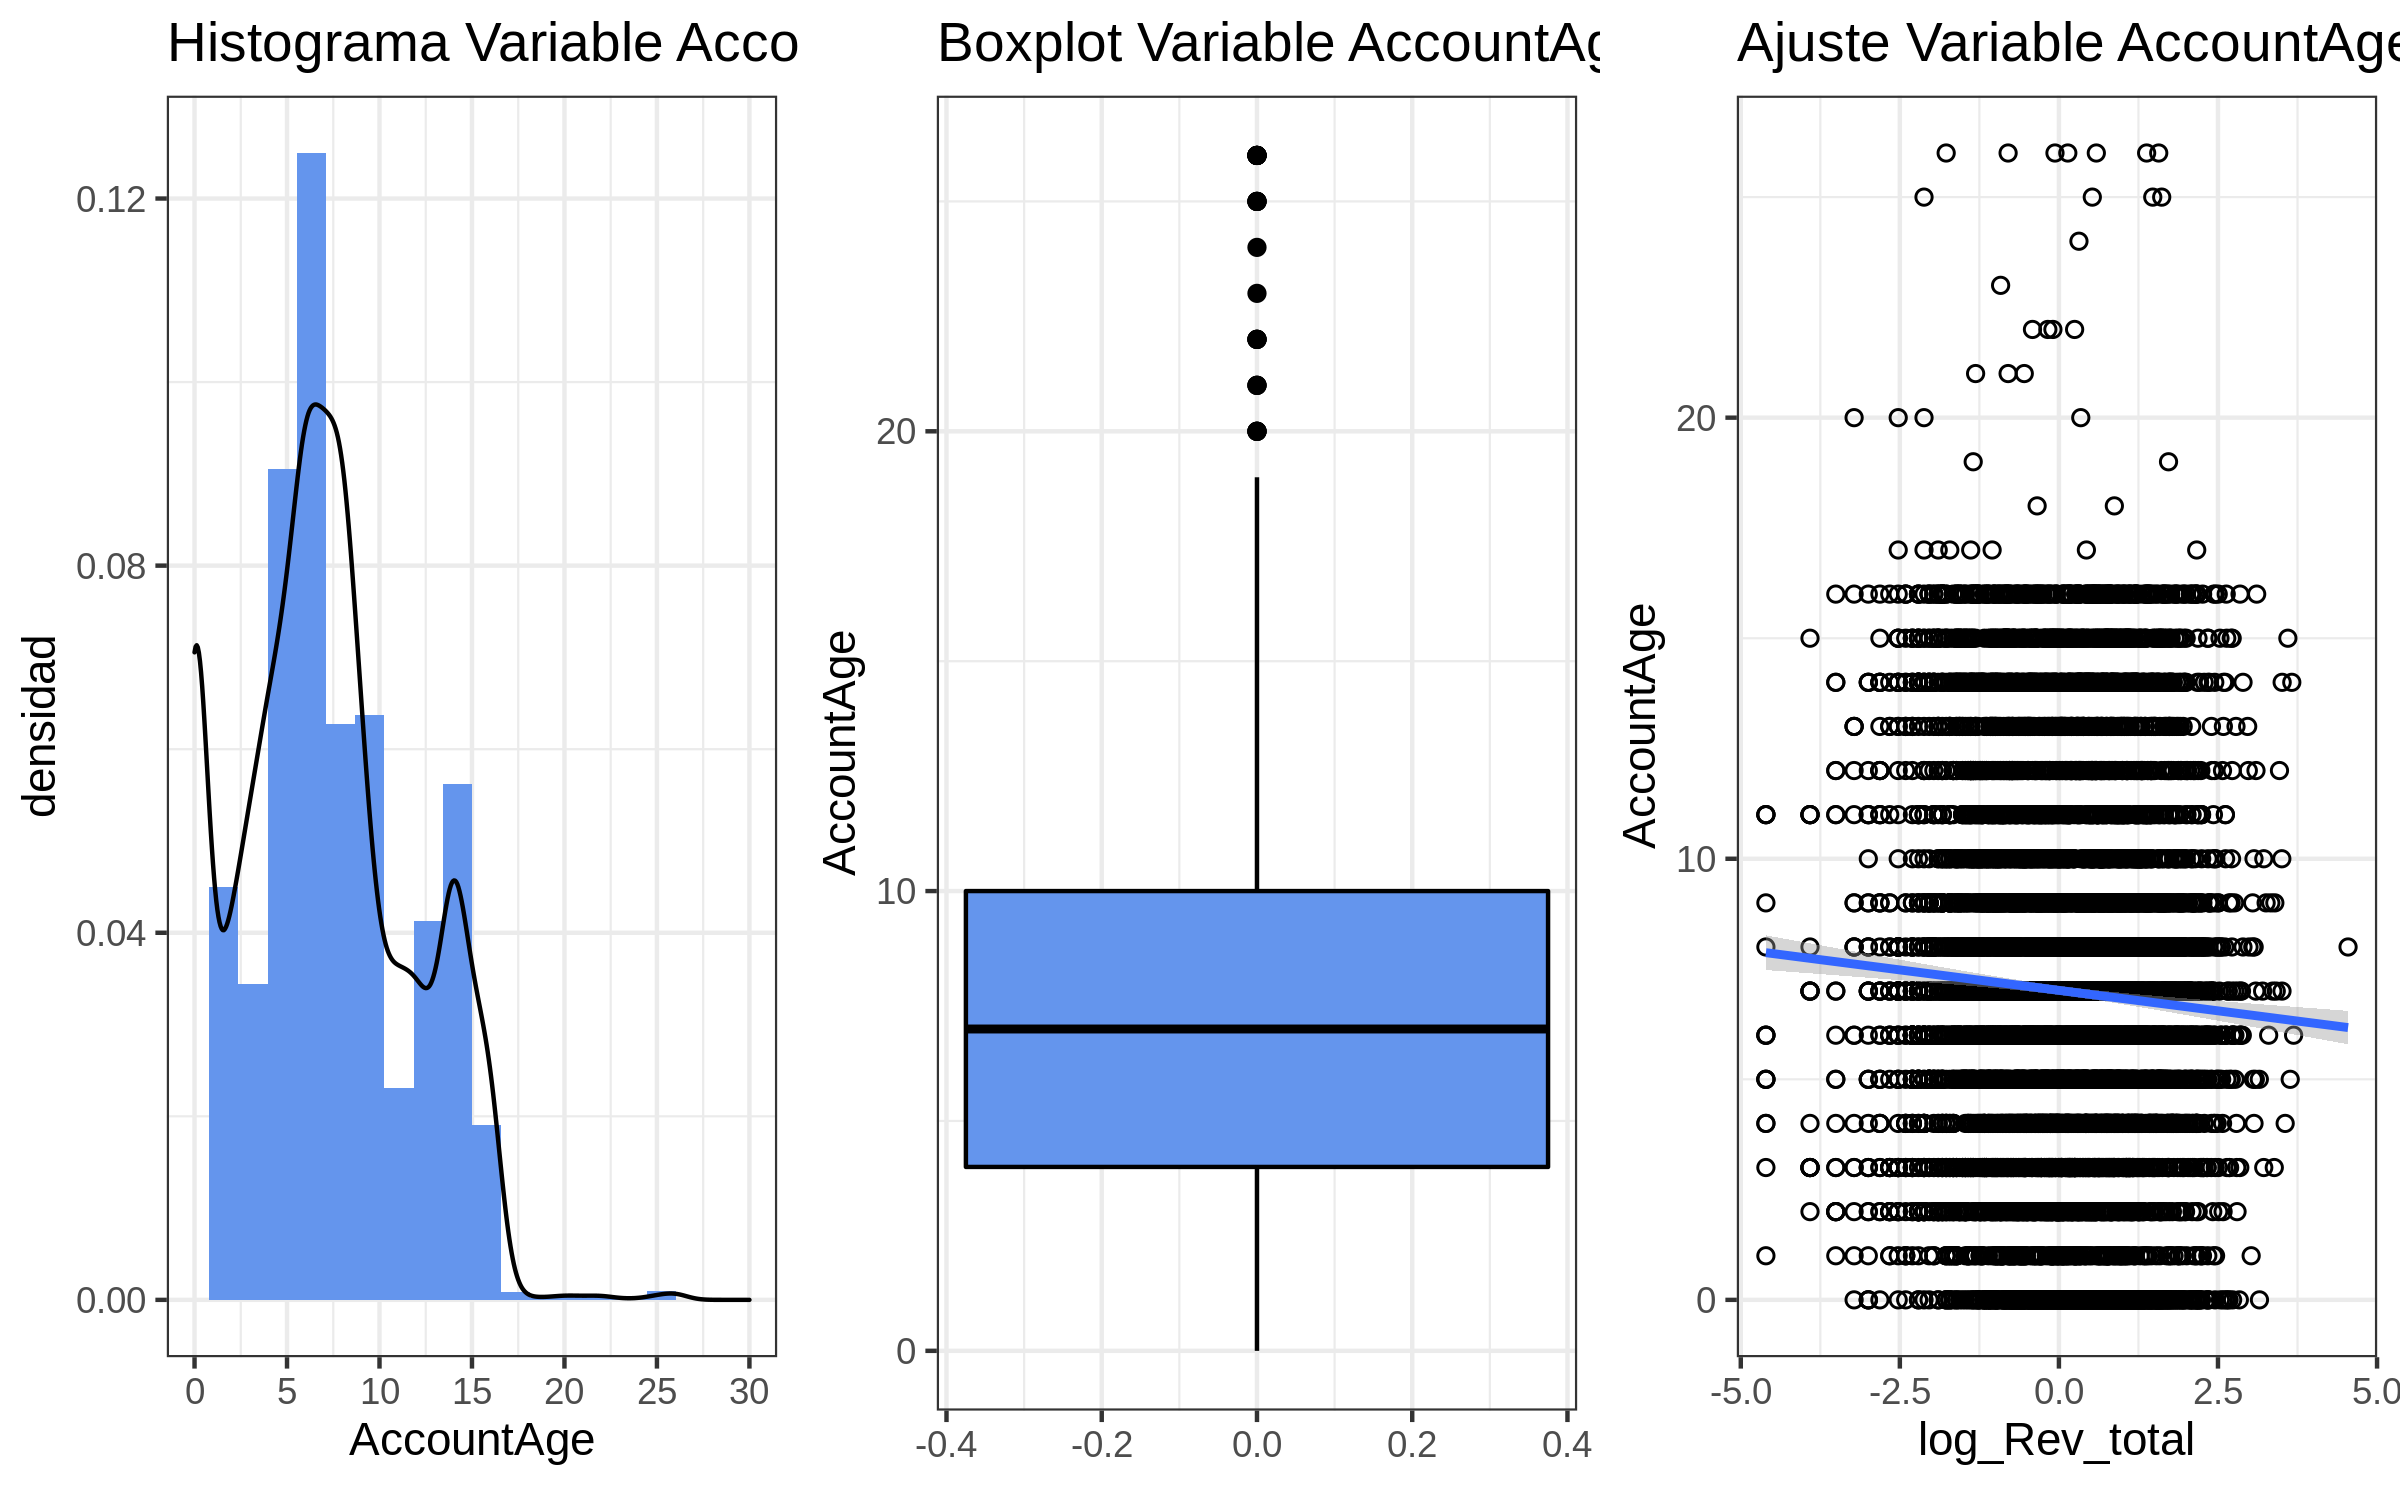 Histograma Variable Acco
densidad
0.12
0.08
0.04
0.00
0 5 10 15 20 25 30
AccountAge
Boxplot Variable AccountAg
AccountAge
20
10
0
-0.4 -0.2 0.0 0.2 0.4
Ajuste Variable AccountAge
AccountAge
20
10
0
-5.0 -2.5 0.0 2.5 5.0
log_Rev_total